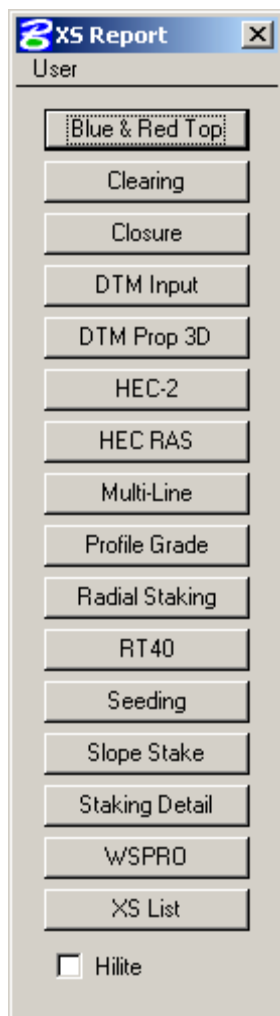 XS Report
User
Blue & Red Top
Clearing
Closure
DTM Input
DTM Prop 3D
HEC-2
HEC RAS
Multi-Line
Profile Grade
Radial Staking
RT40
Seeding
Slope Stake
Staking Detail
WSPRO
XS List
Hilite